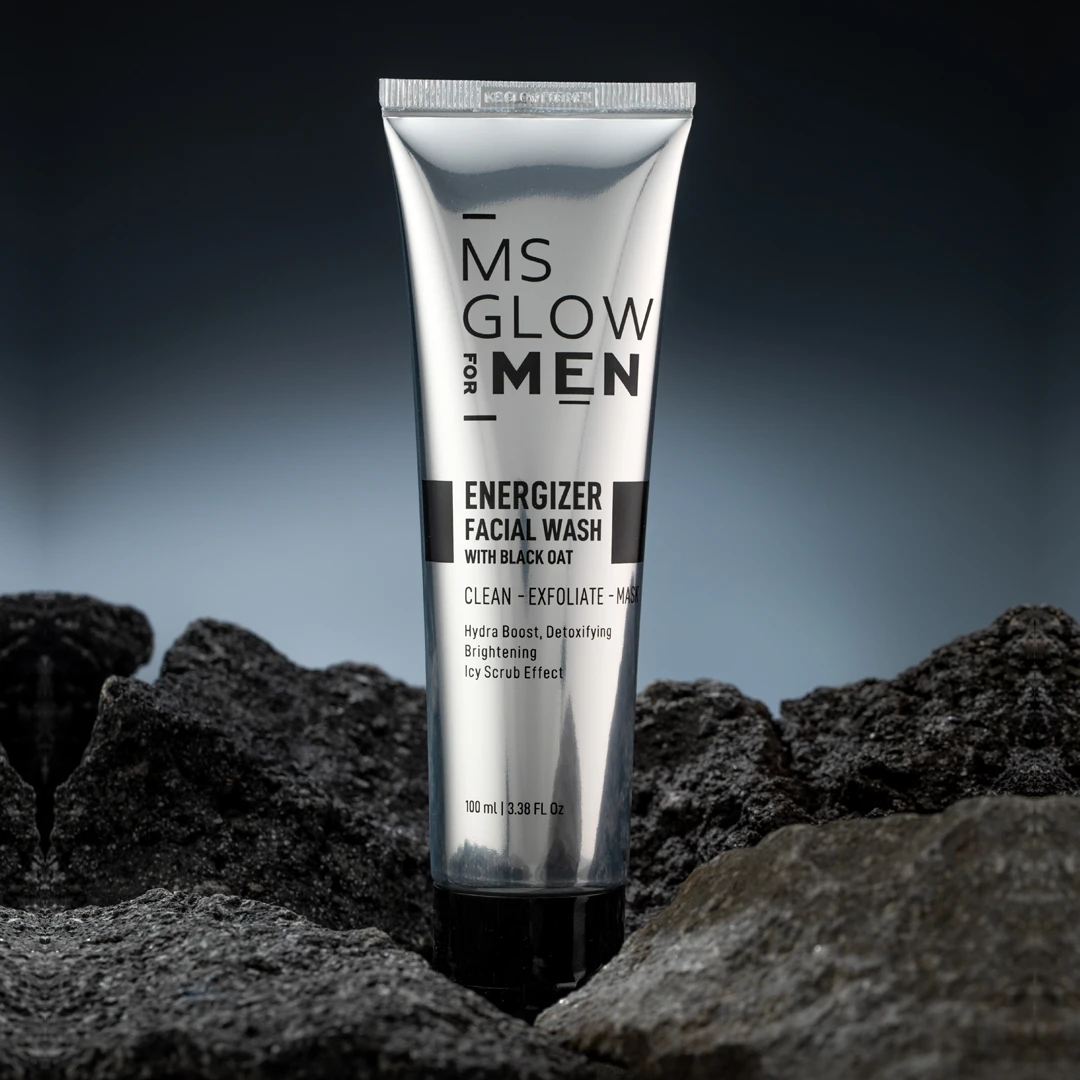 MS
GLOW
FOR MEN
ENERGIZER
FACIAL WASH
WITH BLACK OAT
CLEAN - EXFOLIATE - MASK
Hydra Boost, Detoxifying
Brightening
Icy Scrub Effect
100 ml | 3.38 FL Oz